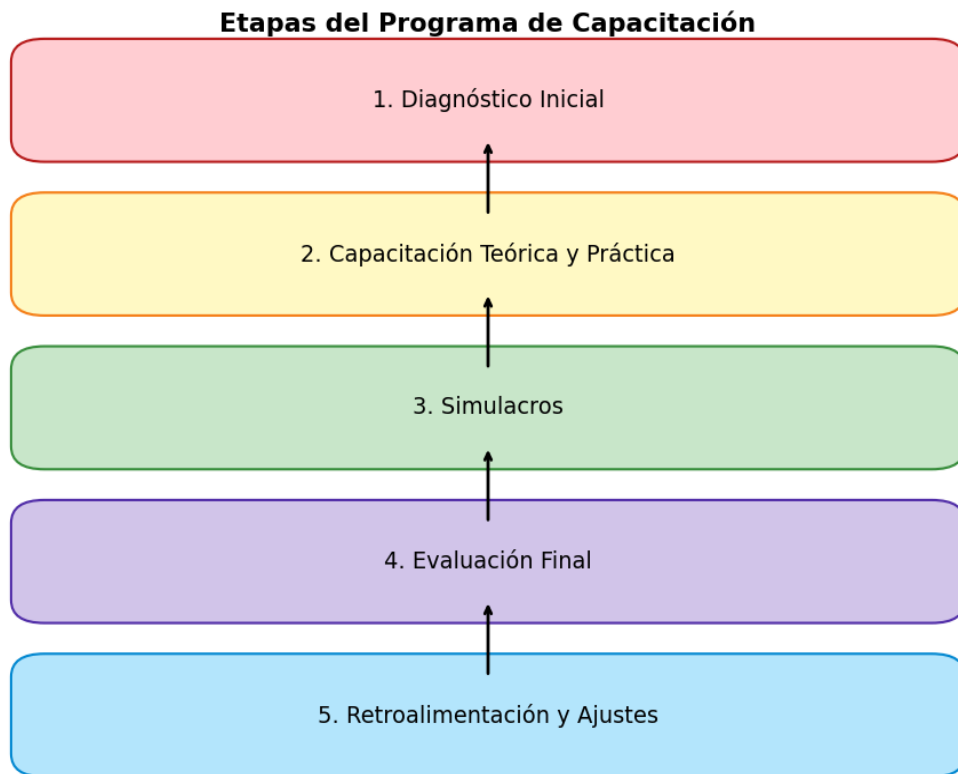 Etapas del Programa de Capacitación
1. Diagnóstico Inicial
2. Capacitación Teórica y Práctica
3. Simulacros
4. Evaluación Final
5. Retroalimentación y Ajustes